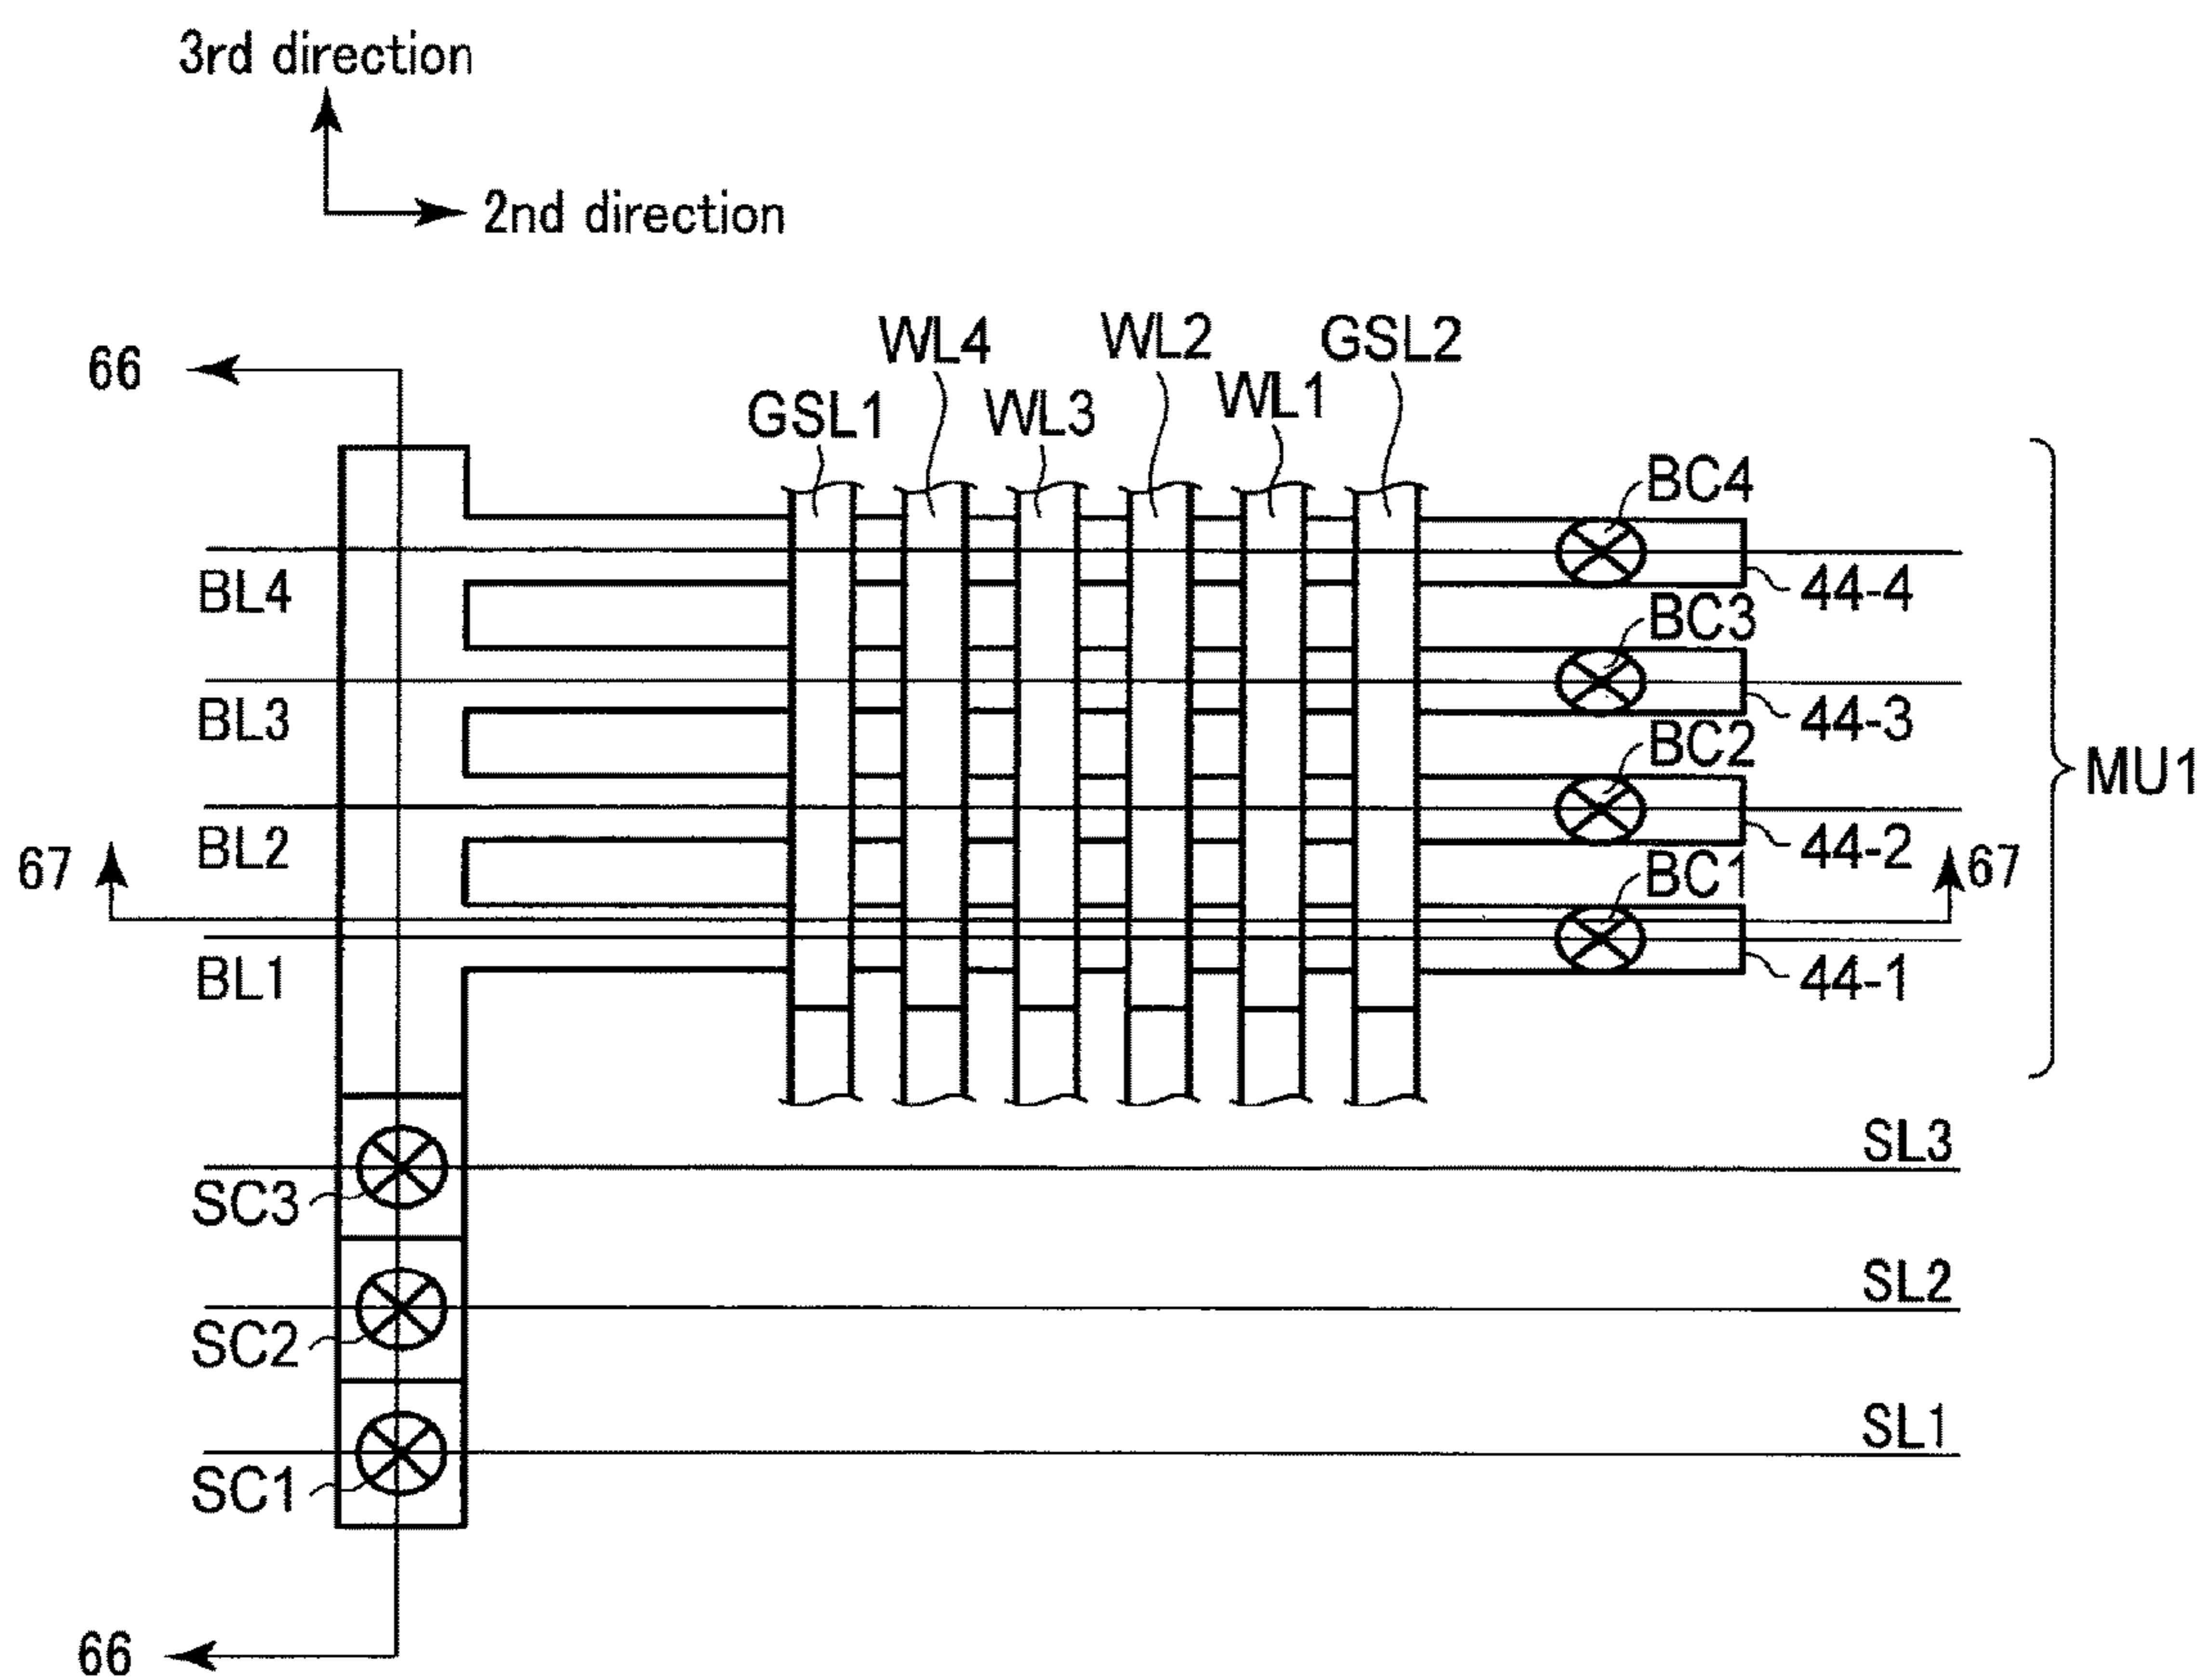 3rd direction
2nd direction
WL4 WL2 GSL2
66
GSL1 WL3 WL1
BC4
BL4 44-4
BC3
BL3 44-3
BC2
MU1
BL2 44-2
67 BC1 67
BL1 44-1
SL3
SC3
SL2
SC2
SL1
SC1
66